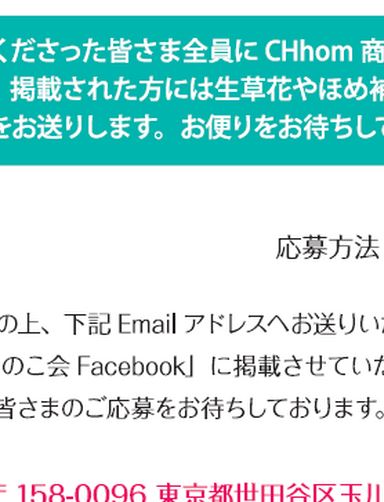 くださった皆さま全員に CHhom 商
掲載された方には生草花やほめ補
をお送りします。お便りをお待ちして
応募方法
の上、下記 Email アドレスへお送りい
のこ会 Facebook」に掲載させていた
皆さまのご応募をお待ちしております。
〒 158-0096 東京都世田谷区玉川